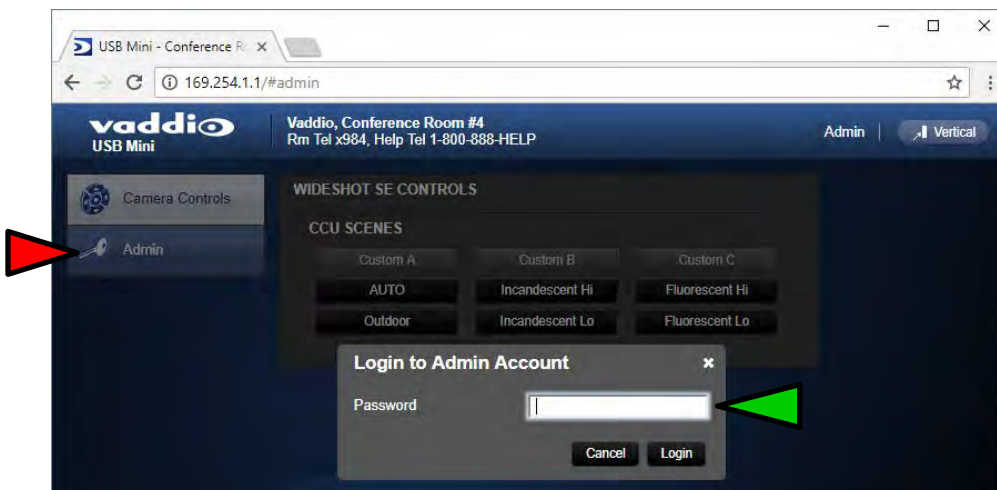 USB Mini - Conference R
169.254.1.1/#admin
vaddio
USB Mini
Vaddio, Conference Room #4
Rm Tel x984, Help Tel 1-800-888-HELP
Admin
Vertical
Camera Controls
Admin
WIDESHOT SE CONTROLS
CCU SCENES
Custom A Custom B Custom C
AUTO Incandescent Hi Fluorescent Hi
Outdoor Incandescent Lo Fluorescent Lo
Login to Admin Account
Password
Cancel Login